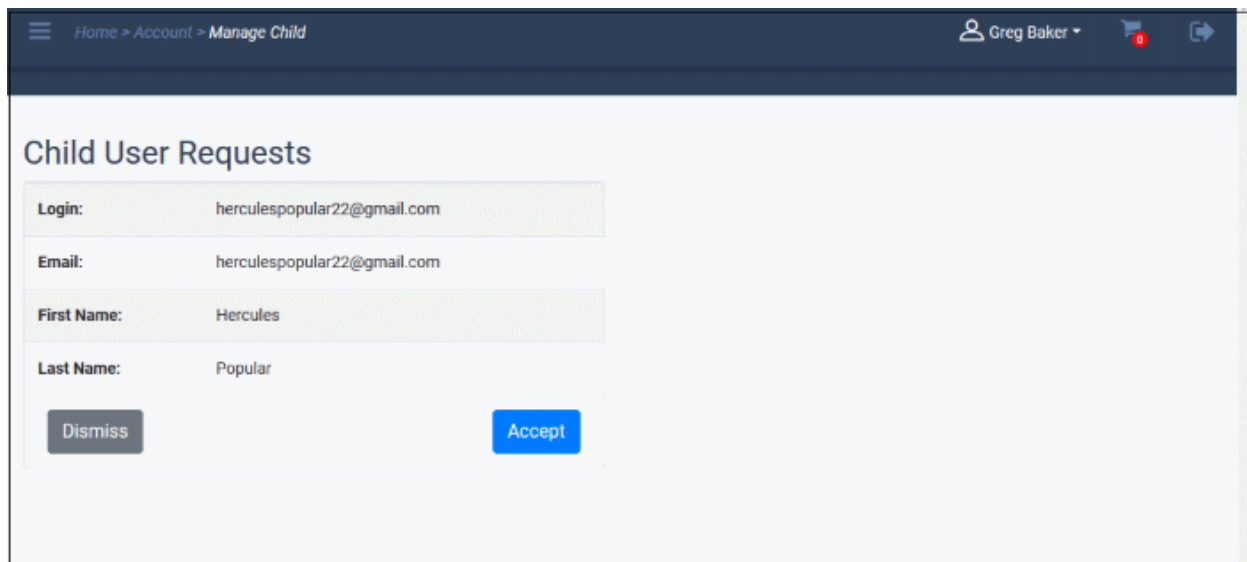 Home > Account > Manage Child
Greg Baker
0
Child User Requests
Login: herculespopular22@gmail.com
Email: herculespopular22@gmail.com
First Name: Hercules
Last Name: Popular
Dismiss Accept